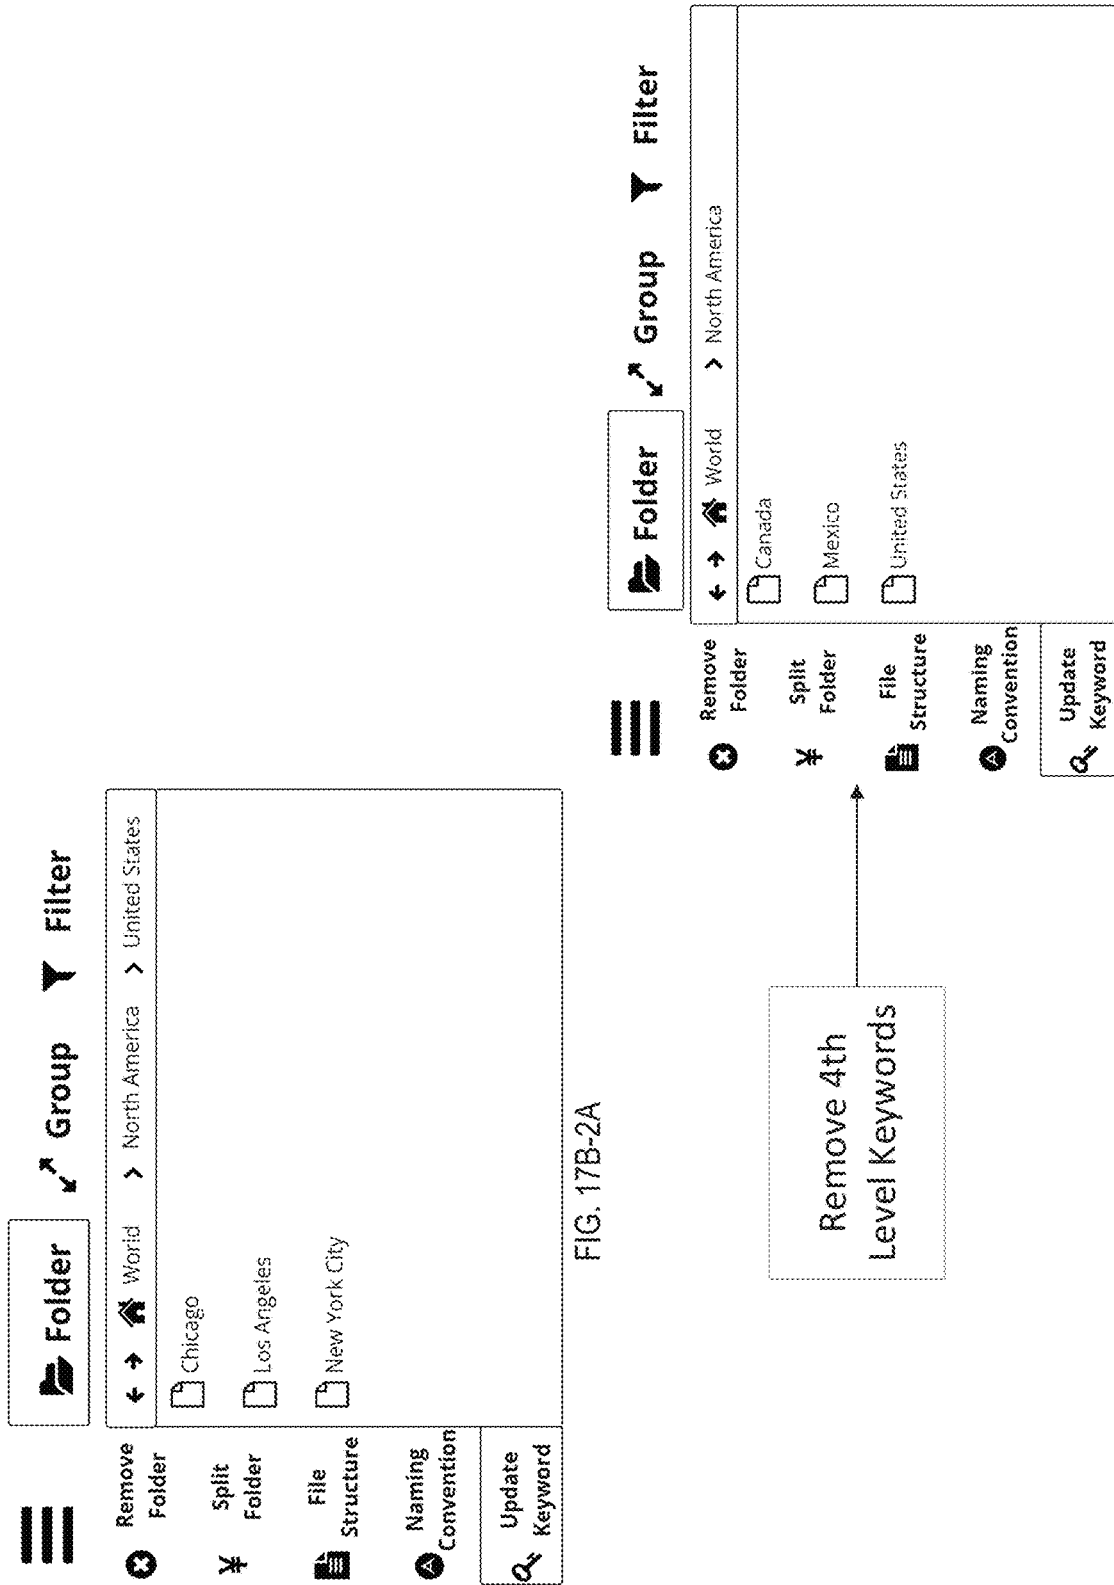 Folder
Group
Filter
Remove
Folder
Split
Folder
File
Structure
Naming
Convention
Update
Keyword
World
North America
United States
Chicago
Los Angeles
New York City
FIG. 17B-2A
Remove 4th
Level Keywords
Folder
Group
Filter
Remove
Folder
Split
Folder
File
Structure
Naming
Convention
Update
Keyword
World
North America
Canada
Mexico
United States